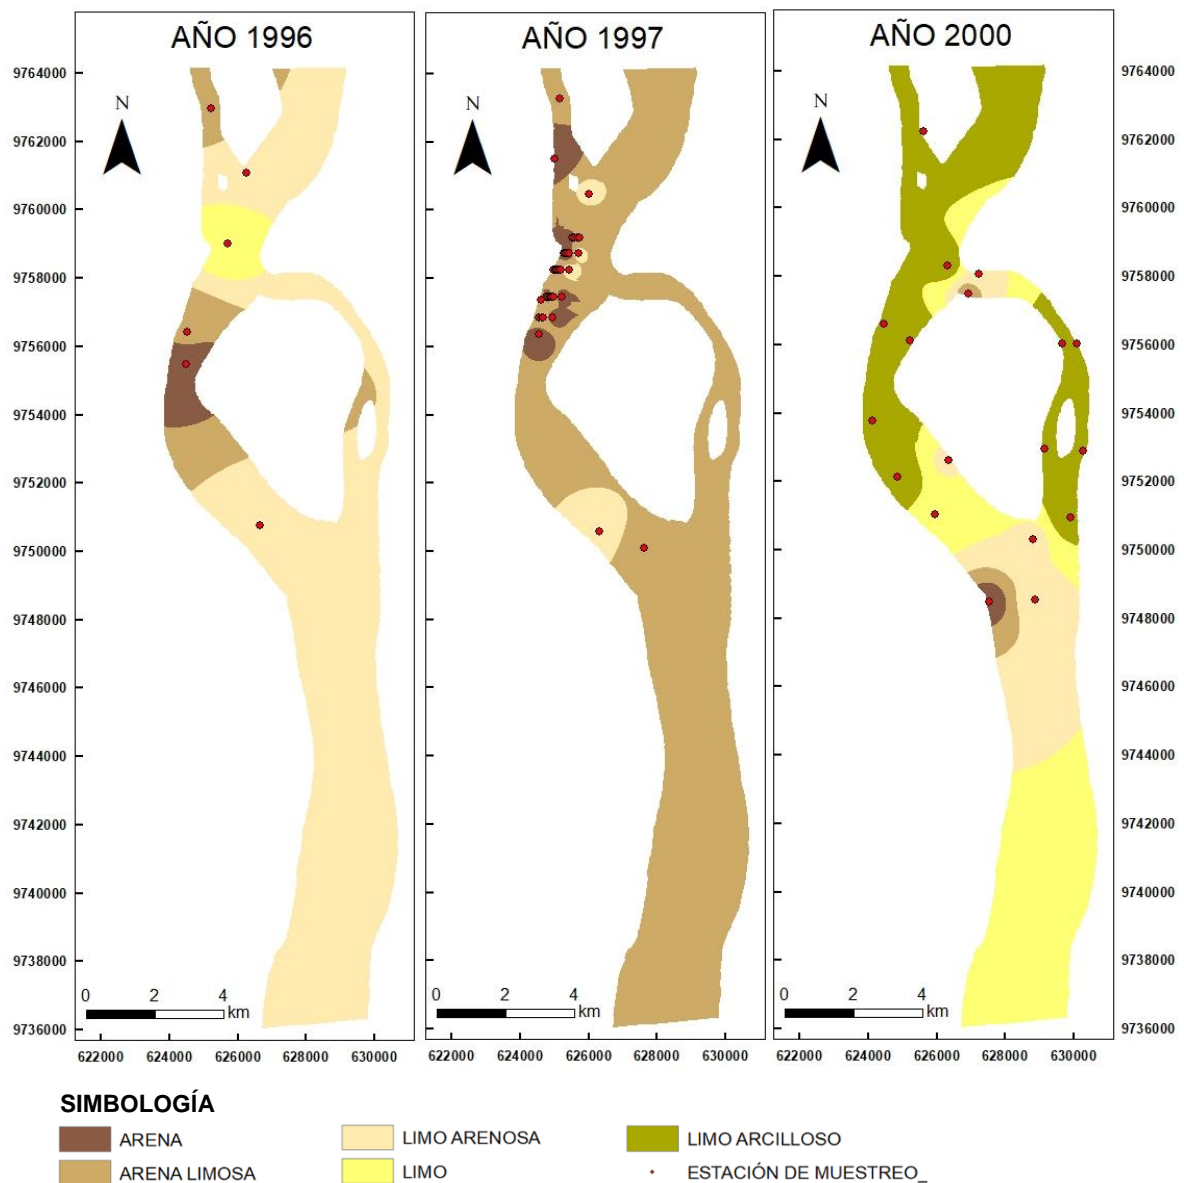 AÑO 1996
AÑO 1997
AÑO 2000
N
N
N
9764000
9762000
9760000
9758000
9756000
9754000
9752000
9750000
9748000
9746000
9744000
9742000
9740000
9738000
9736000
9764000
9762000
9760000
9758000
9756000
9754000
9752000
9750000
9748000
9746000
9744000
9742000
9740000
9738000
9736000
0 2 4
km
0 2 4
km
0 2 4
km
622000 624000 626000 628000 630000
622000 624000 626000 628000 630000
622000 624000 626000 628000 630000
SIMBOLOGÍA
ARENA
LIMO ARENOSA
LIMO ARCILLOSO
ARENA LIMOSA
LIMO
ESTACIÓN DE MUESTREO_